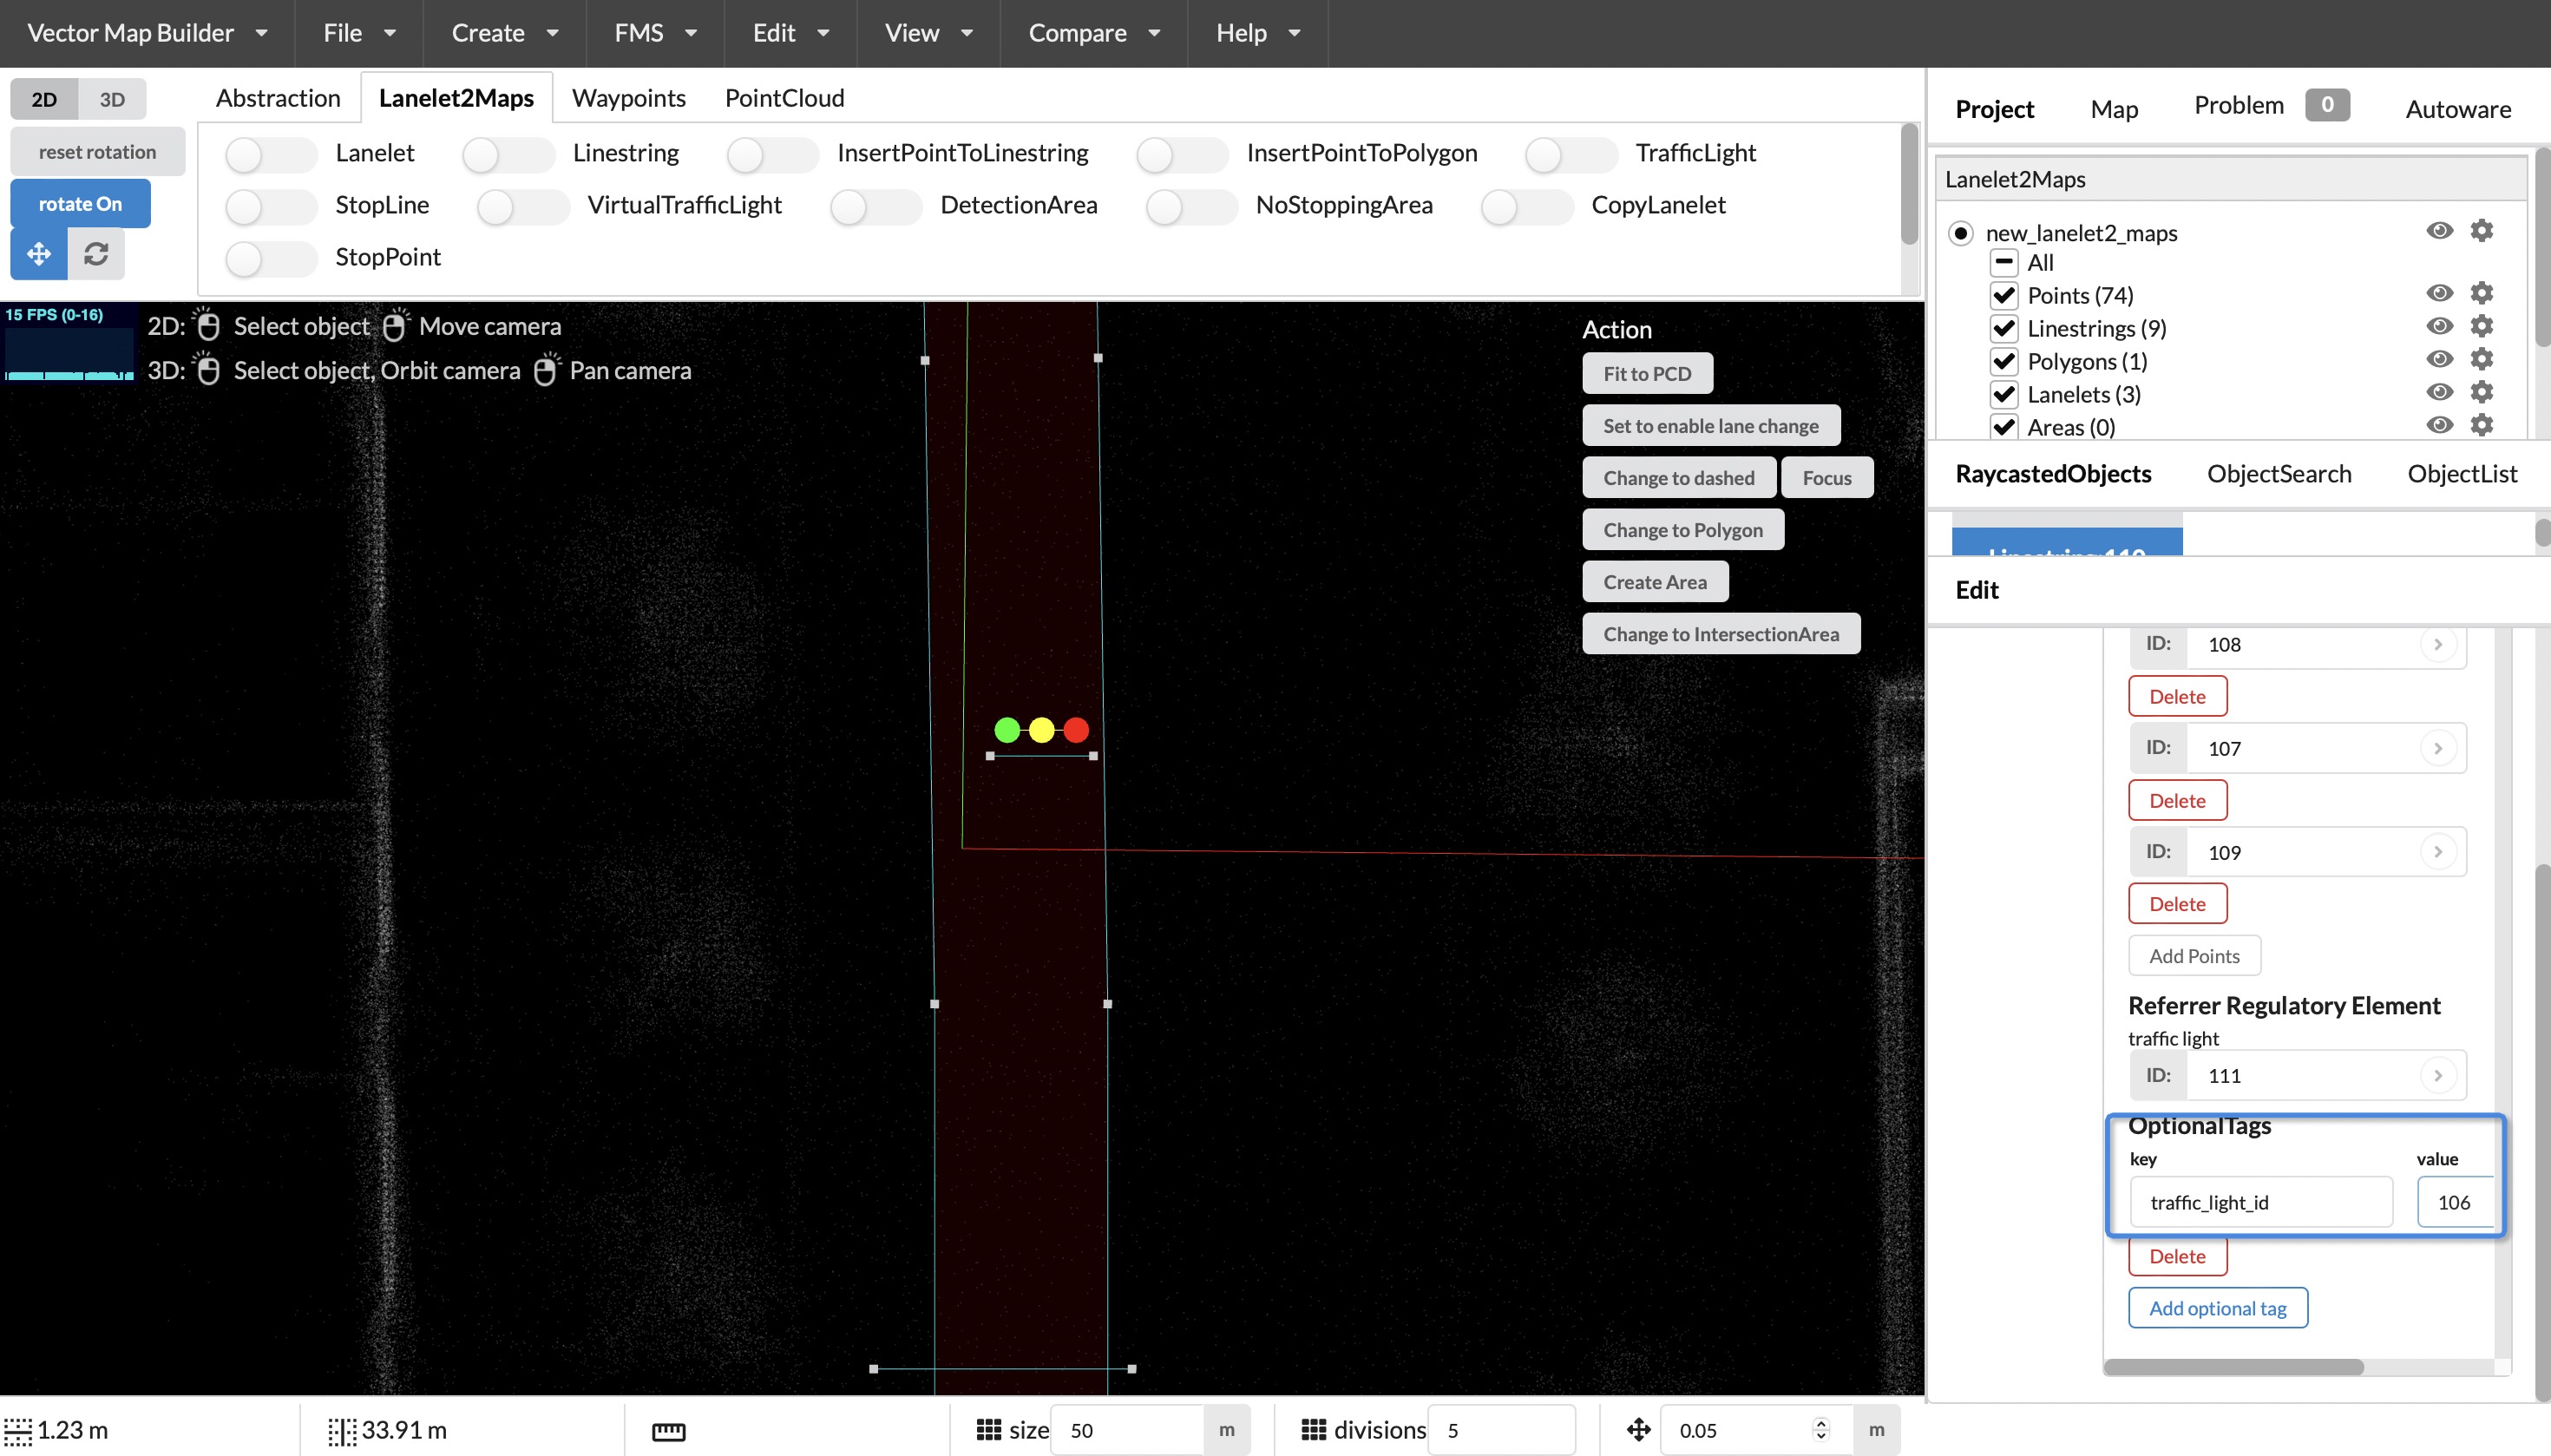 Vector Map Builder File Create FMS Edit View Compare Help
2D 3D
reset rotation
rotate On
Abstraction Lanelet2Maps Waypoints PointCloud
Lanelet Linestring InsertPointToLinestring InsertPointToPolygon TrafficLight
StopLine VirtualTrafficLight DetectionArea NoStoppingArea CopyLanelet
StopPoint
15 FPS (0-16)
2D: Select object Move camera
3D: Select object, Orbit camera Pan camera
Action
Fit to PCD
Set to enable lane change
Change to dashed Focus
Change to Polygon
Create Area
Change to IntersectionArea
Project Map Problem 0 Autoware
Lanelet2Maps
new_lanelet2_maps
All
Points (74)
Linestrings (9)
Polygons (1)
Lanelets (3)
Areas (0)
RaycastedObjects ObjectSearch ObjectList
Linestring:110
Edit
ID: 108
Delete
ID: 107
Delete
ID: 109
Delete
Add Points
Referrer Regulatory Element
traffic light
ID: 111
OptionalTags
key value
traffic_light_id 106
Delete
Add optional tag
1.23 m 33.91 m size 50 m divisions 5 0.05 m